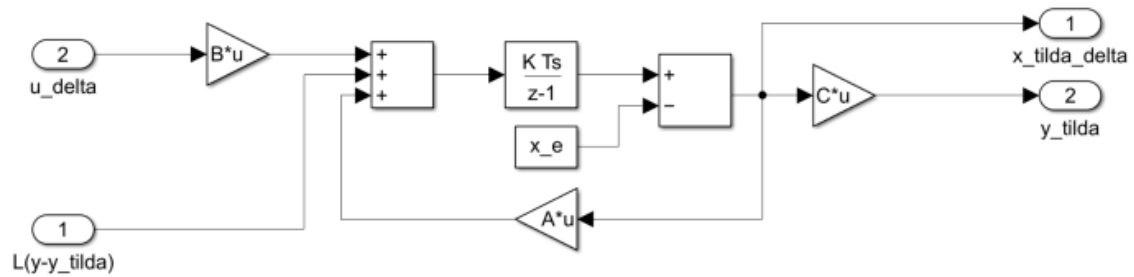 2
u_delta
B*u
+
+
+
K Ts
z-1
x_e
+
−
C*u
1
x_tilda_delta
2
y_tilda
A*u
1
L(y-y_tilda)